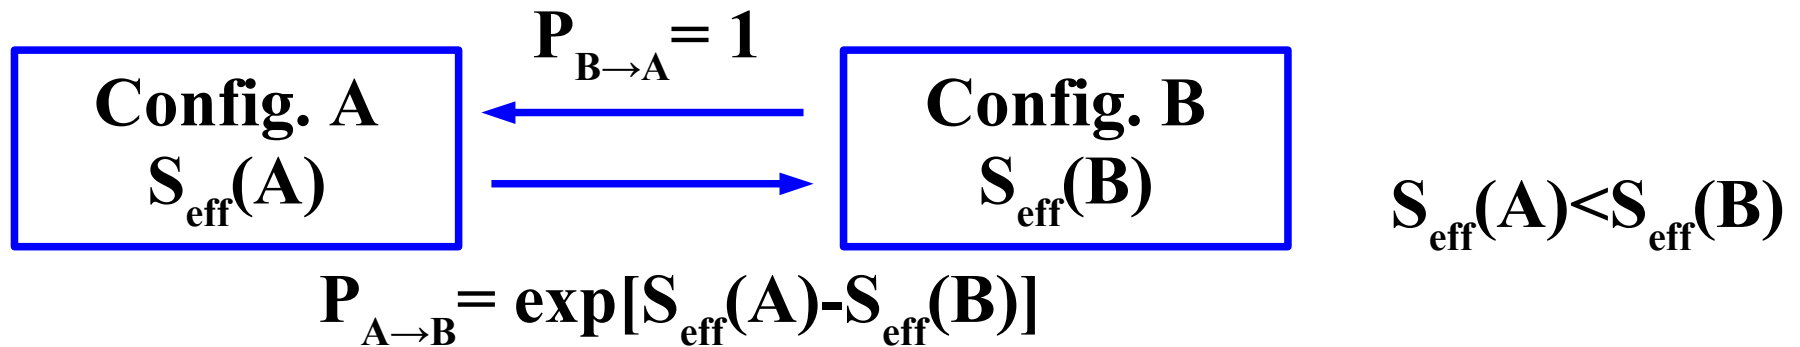 P_{B→A} = 1
Config. A
S_{eff}(A)
Config. B
S_{eff}(B)
S_{eff}(A)<S_{eff}(B)
P_{A→B} = exp[S_{eff}(A)-S_{eff}(B)]